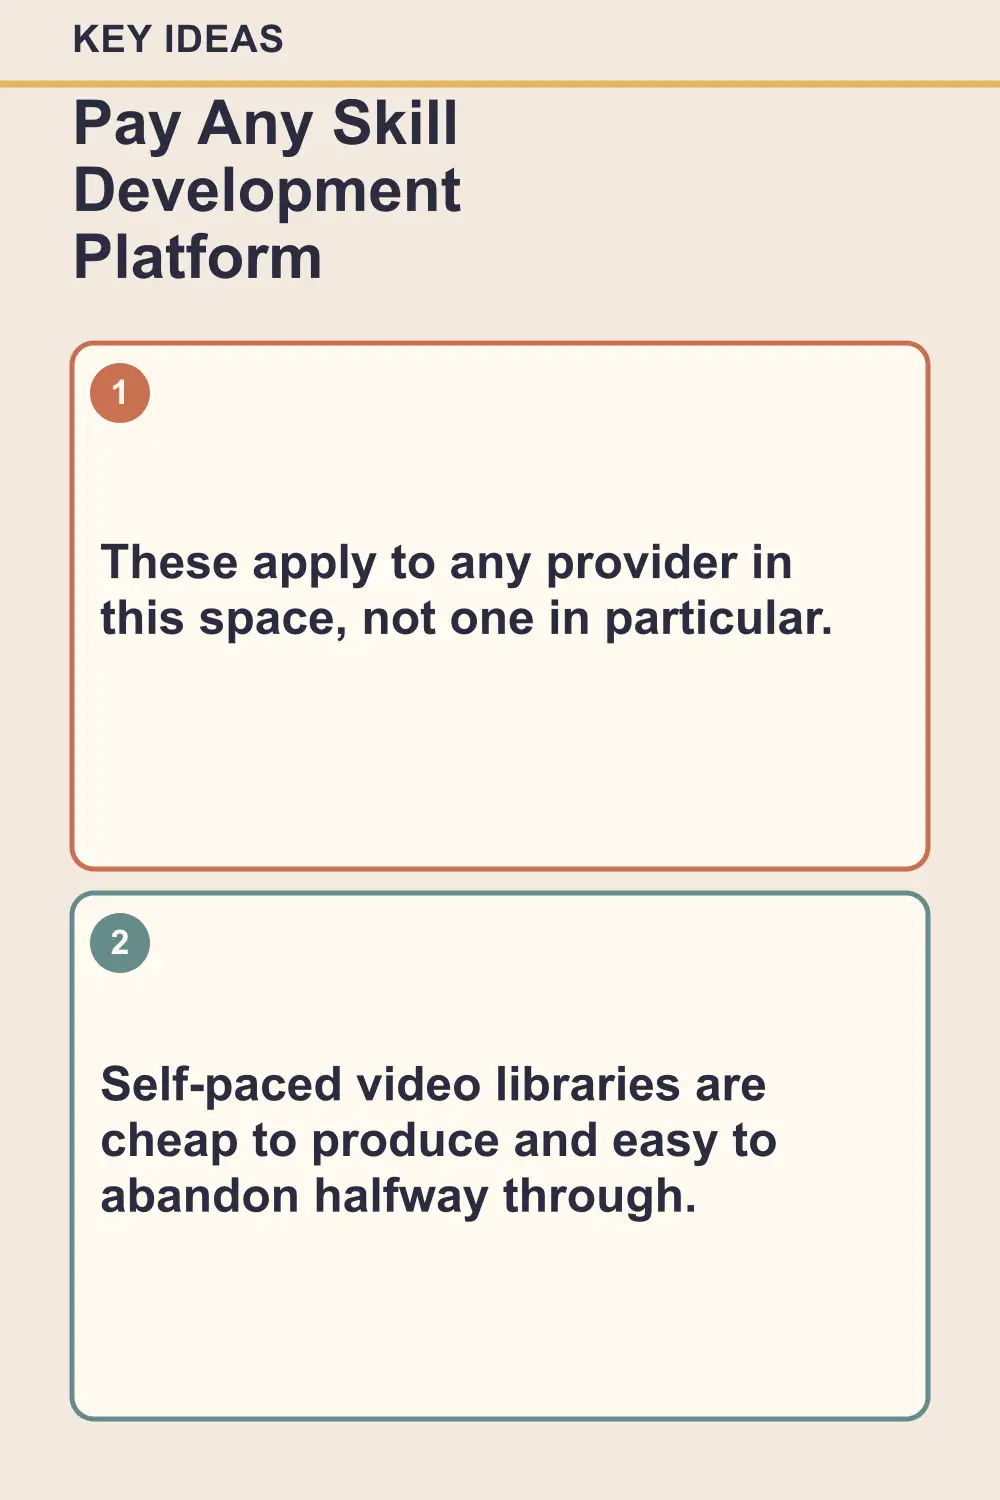 KEY IDEAS
Pay Any Skill
Development
Platform
1
These apply to any provider in
this space, not one in particular.
2
Self-paced video libraries are
cheap to produce and easy to
abandon halfway through.